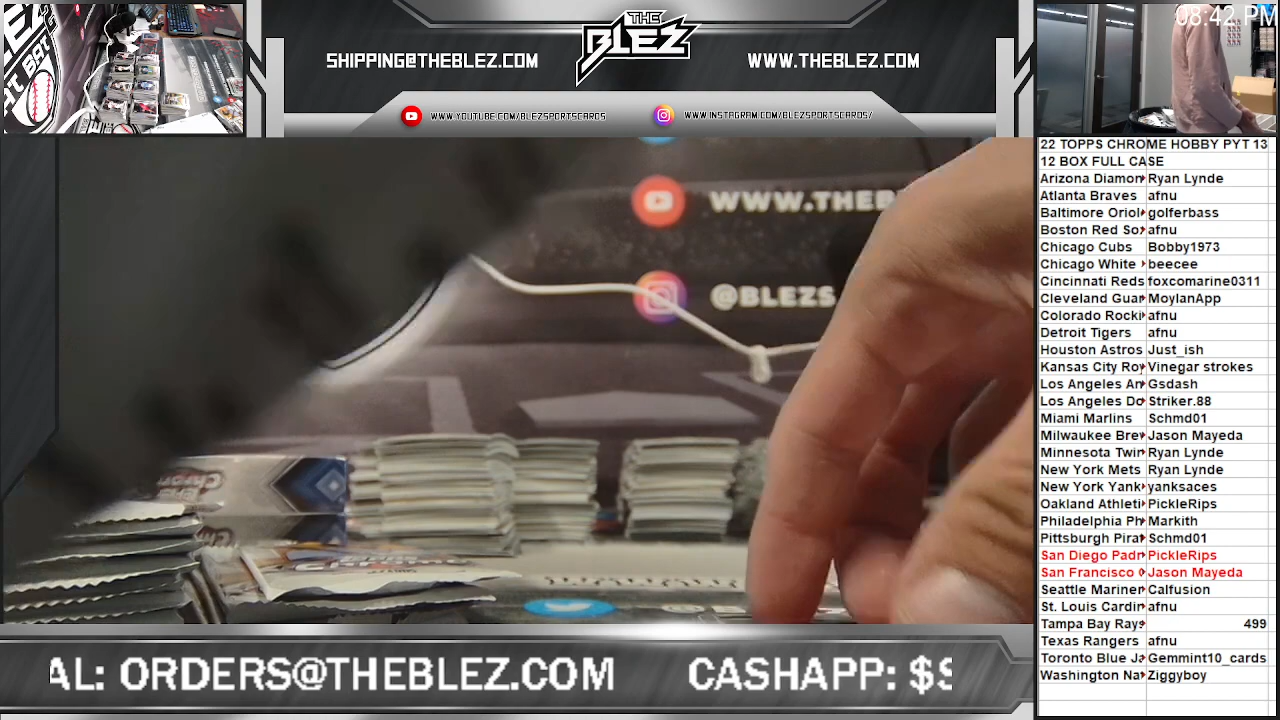 THE
BLEZ
SHIPPING@THEBLEZ.COM
WWW.THEBLEZ.COM
WWW.YOUTUBE.COM/BLEZSPORTSCARDS
WWW.INSTAGRAM.COM/BLEZSPORTSCARDS/
08:42 PM
WWW.THEB
@BLEZS
22 TOPPS CHROME HOBBY PYT 13
12 BOX FULL CASE
Arizona Diamon Ryan Lynde
Atlanta Braves afnu
Baltimore Oriol golferbass
Boston Red So afnu
Chicago Cubs Bobby1973
Chicago White beecee
Cincinnati Reds foxcomarine0311
Cleveland Guar MoylanApp
Colorado Rocki afnu
Detroit Tigers afnu
Houston Astros Just_ish
Kansas City Roy Vinegar strokes
Los Angeles An Gsdash
Los Angeles Do Striker.88
Miami Marlins Schmd01
Milwaukee Brew Jason Mayeda
Minnesota Twin Ryan Lynde
New York Mets Ryan Lynde
New York Yank yanksaces
Oakland Athleti PickleRips
Philadelphia Ph Markith
Pittsburgh Pirat Schmd01
San Diego Padr PickleRips
San Francisco Jason Mayeda
Seattle Mariner Calfusion
St. Louis Cardin afnu
Tampa Bay Rays 499
Texas Rangers afnu
Toronto Blue Ja Gemmint10_cards
Washington Nat Ziggyboy
AL: ORDERS@THEBLEZ.COM CASHAPP: $